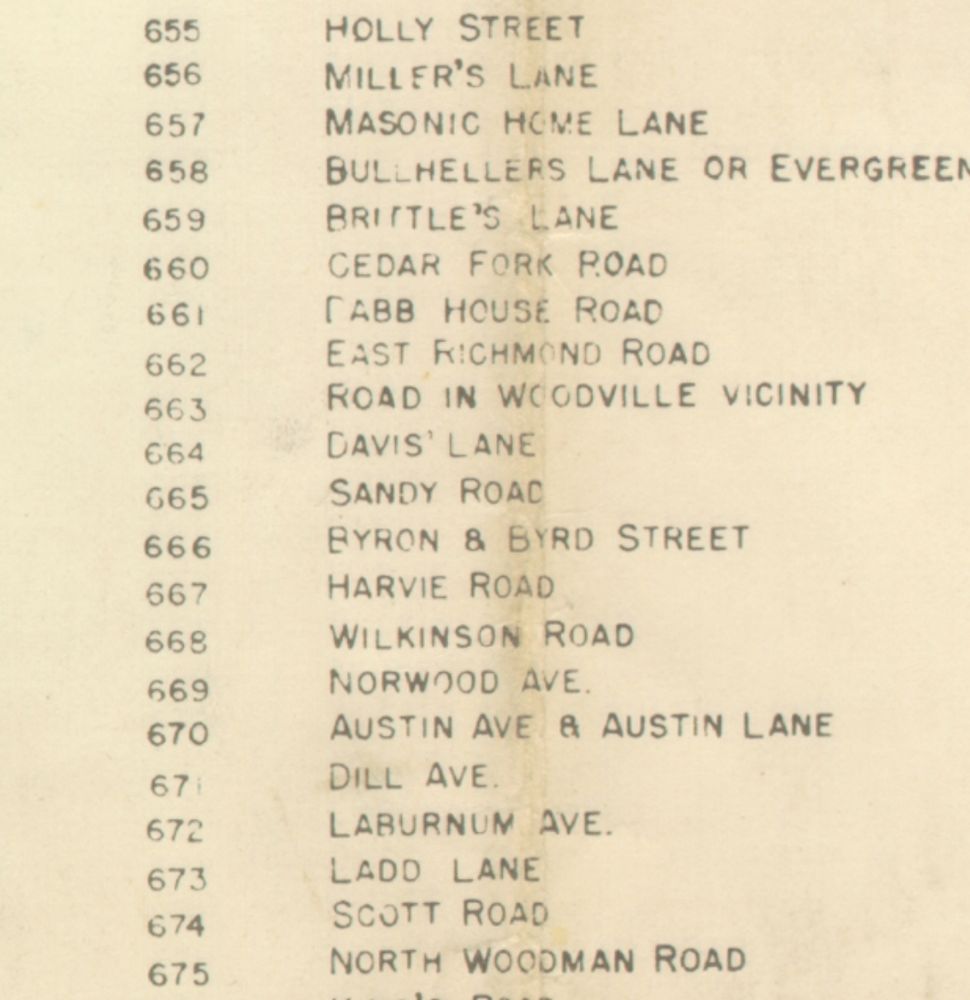 655 HOLLY STREET
656 MILLER'S LANE
657 MASONIC HOME LANE
658 BULLHELLERS LANE OR EVERGREEN
659 BRITTLE'S LANE
660 CEDAR FORK ROAD
661 HOUSE ROAD
662 EAST RICHMOND ROAD
663 ROAD IN WOODVILLE VICINITY
664 DAVIS' LANE
665 SANDY ROAD
666 BYRON & BYRD STREET
667 HARVIE ROAD
668 WILKINSON ROAD
669 NORWOOD AVE.
670 AUSTIN AVE & AUSTIN LANE
671 DILL AVE.
672 LABURNUM AVE.
673 LADD LANE
674 SCOTT ROAD
675 NORTH WOODMAN ROAD
ROAD